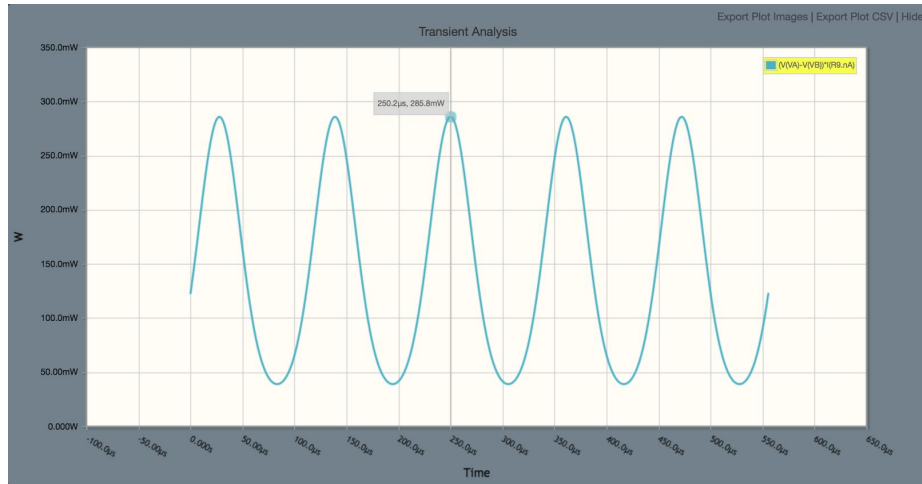 Export Plot Images | Export Plot CSV | Hide
Transient Analysis
350.0mW
(V(VA)-V(VB))*I(R9.nA)
300.0mW
250.2µs, 285.8mW
250.0mW
200.0mW
W
150.0mW
100.0mW
50.00mW
0.000W
-100.0µs -50.00µs 0.000s 50.00µs 100.0µs 150.0µs 200.0µs 250.0µs 300.0µs 350.0µs 400.0µs 450.0µs 500.0µs 550.0µs 600.0µs 650.0µs
Time